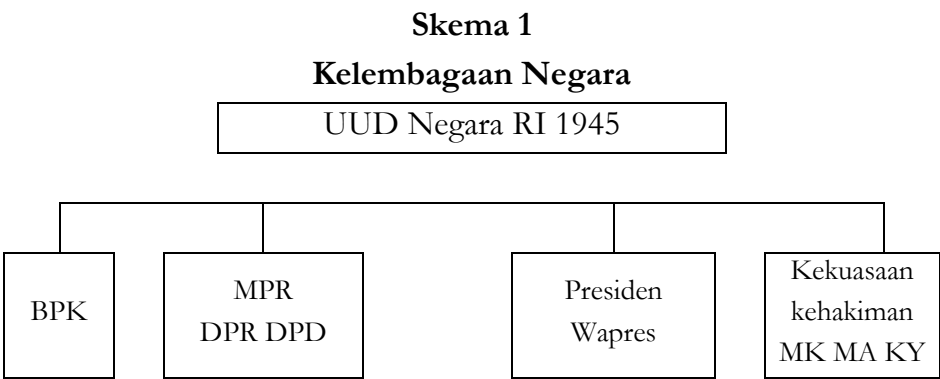 Skema 1
Kelembagaan Negara
UUD Negara RI 1945
BPK
MPR
DPR DPD
Presiden
Wapres
Kekuasaan
kehakiman
MK MA KY